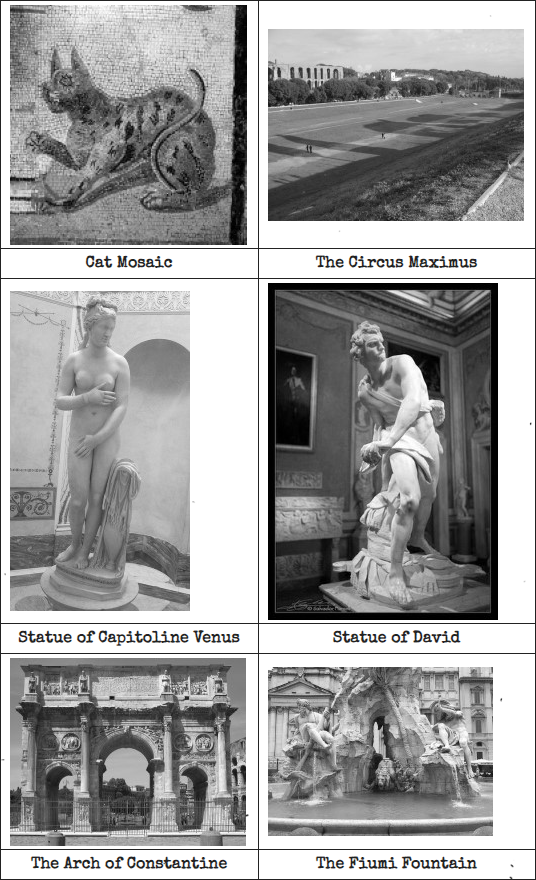 Cat Mosaic
The Circus Maximus
Statue of Capitoline Venus
Statue of David
The Arch of Constantine
The Fiumi Fountain